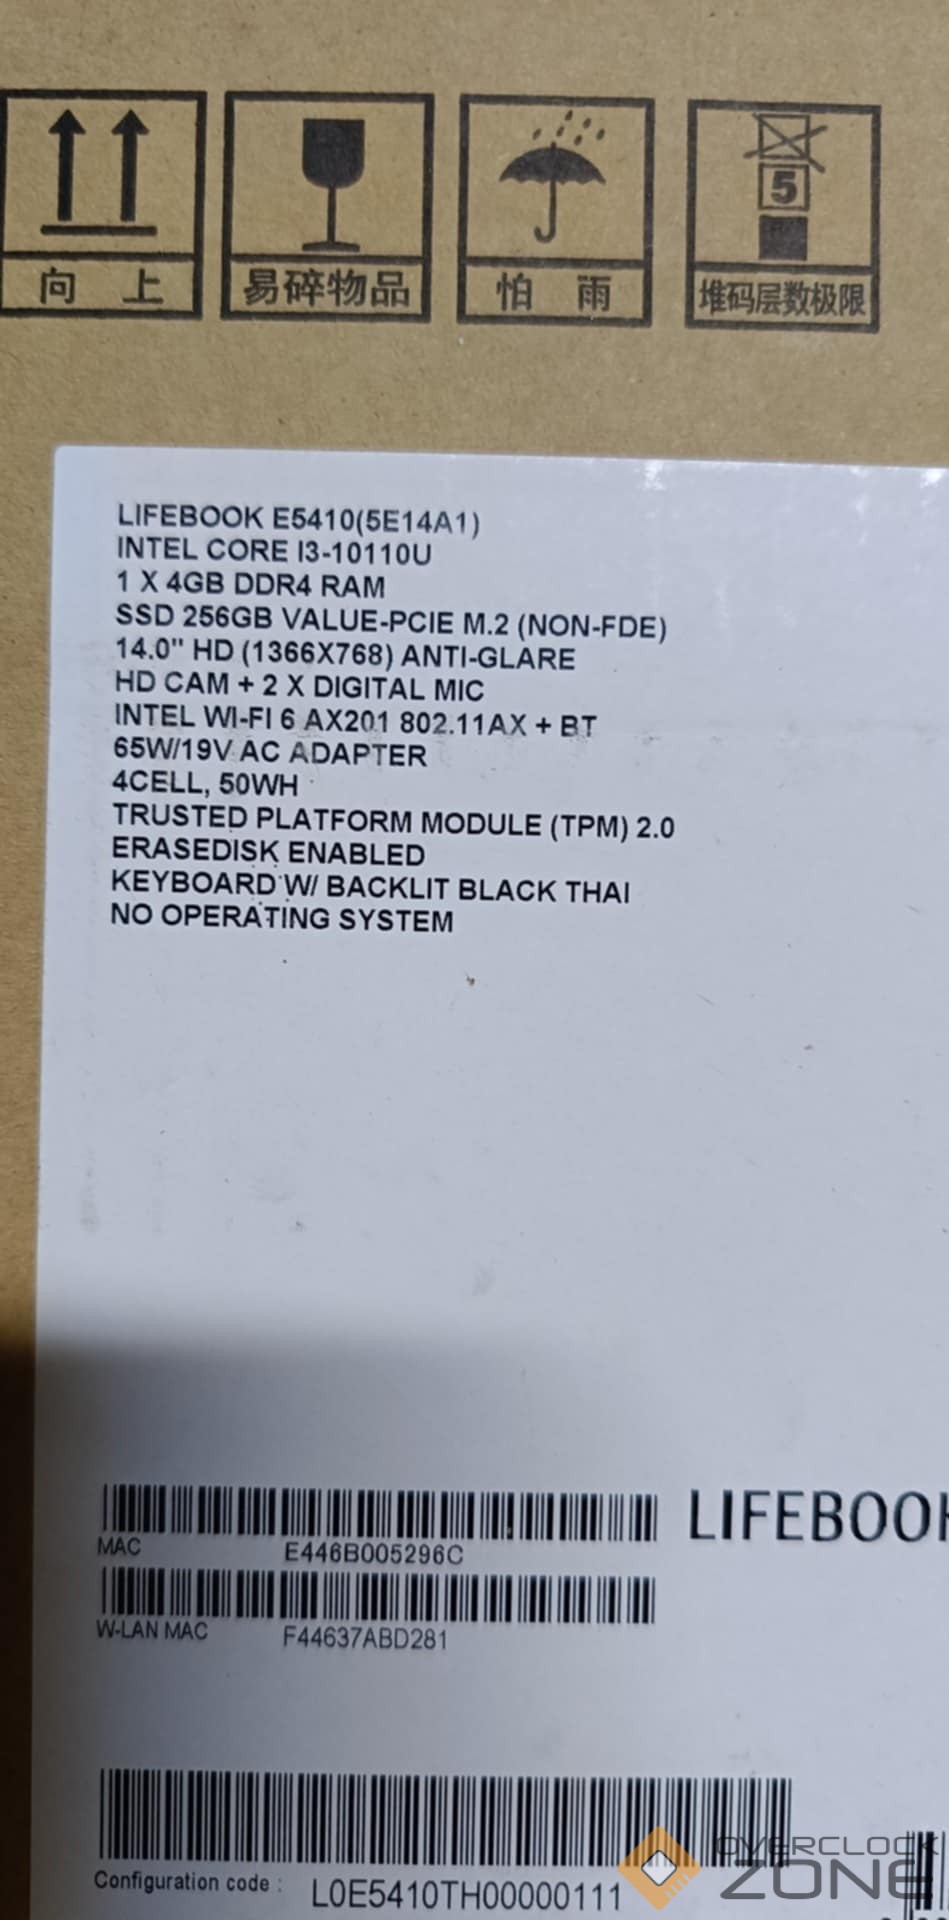 向 上
易碎物品
怕 雨
5
堆码层数极限
LIFEBOOK E5410(5E14A1)
INTEL CORE I3-10110U
1 X 4GB DDR4 RAM
SSD 256GB VALUE-PCIE M.2 (NON-FDE)
14.0" HD (1366X768) ANTI-GLARE
HD CAM + 2 X DIGITAL MIC
INTEL WI-FI 6 AX201 802.11AX + BT
65W/19V AC ADAPTER
4CELL, 50WH
TRUSTED PLATFORM MODULE (TPM) 2.0
ERASEDISK ENABLED
KEYBOARD W/ BACKLIT BLACK THAI
NO OPERATING SYSTEM
LIFEBOOK
MAC E446B005296C
W-LAN MAC F44637ABD281
Configuration code : L0E5410TH00000111
OVERCLOCK
ZONE